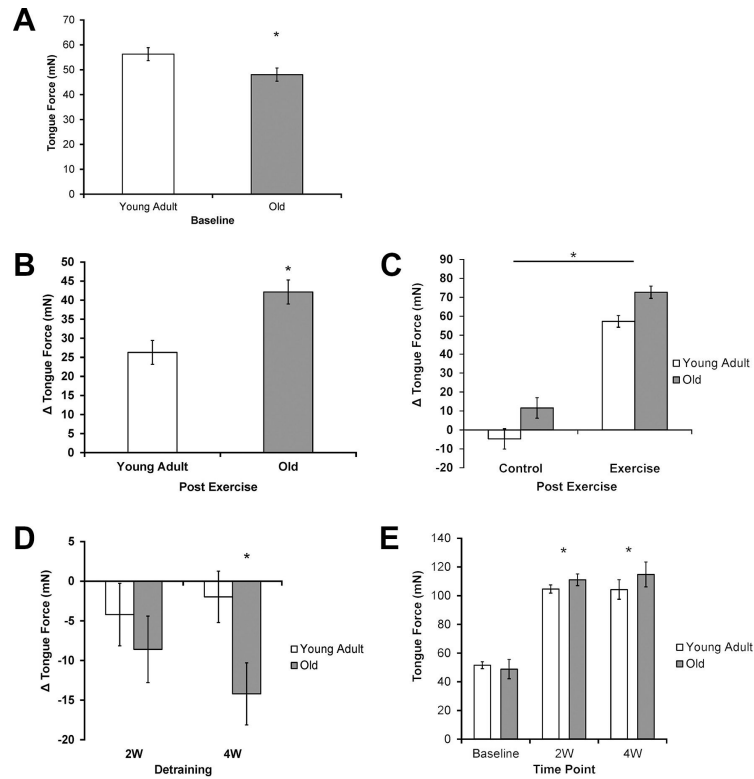 A
Tongue Force (mN)
70
60
50
40
30
20
10
0
*
Young Adult
Old
Baseline
B
Δ Tongue Force (mN)
50
45
40
35
30
25
20
15
10
5
0
*
Young Adult
Old
Post Exercise
C
Δ Tongue Force (mN)
90
80
70
60
50
40
30
20
10
0
-10
-20
*
Control
Exercise
Post Exercise
Young Adult
Old
D
Δ Tongue Force (mN)
5
0
-5
-10
-15
-20
*
2W
4W
Detraining
Young Adult
Old
E
Tongue Force (mN)
140
120
100
80
60
40
20
0
*
*
Baseline
2W
4W
Time Point
Young Adult
Old